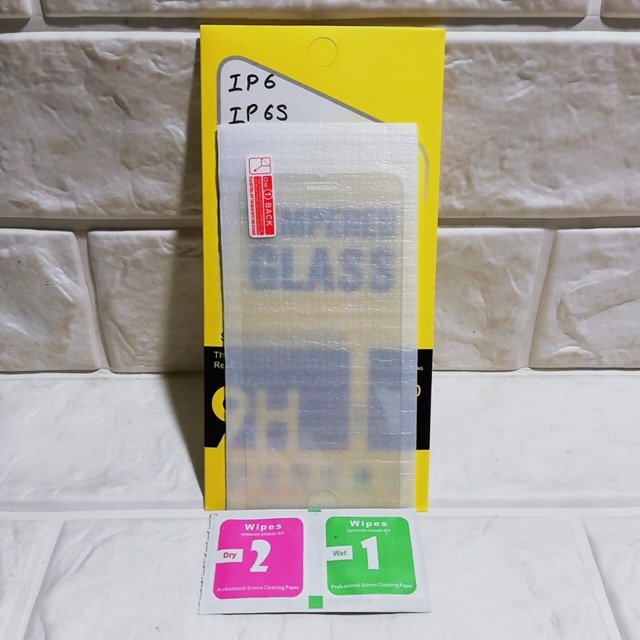 IP6
IP6S
(1) BACK
TEMPERED
GLASS
9H
Wipes
Dry
2
Professional Screen Cleaning Paper
Wipes
Wet
1
Professional Screen Cleaning Paper